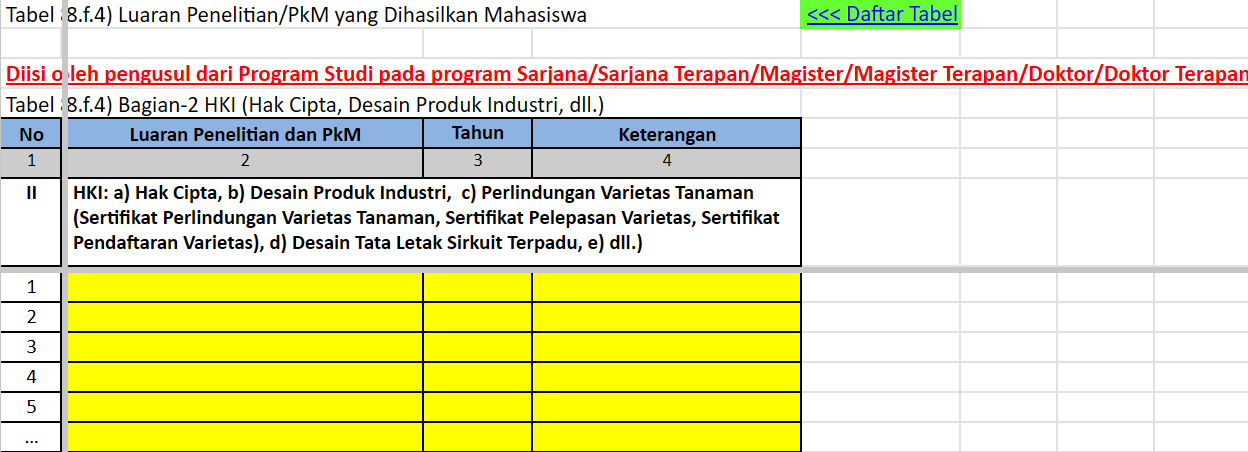 Tabel 8.f.4) Luaran Penelitian/PkM yang Dihasilkan Mahasiswa
<<< Daftar Tabel
Diisi oleh pengusul dari Program Studi pada program Sarjana/Sarjana Terapan/Magister/Magister Terapan/Doktor/Doktor Terapan
Tabel 8.f.4) Bagian-2 HKI (Hak Cipta, Desain Produk Industri, dll.)
No Luaran Penelitian dan PkM Tahun Keterangan
1 2 3 4
II HKI: a) Hak Cipta, b) Desain Produk Industri, c) Perlindungan Varietas Tanaman
(Sertifikat Perlindungan Varietas Tanaman, Sertifikat Pelepasan Varietas, Sertifikat
Pendaftaran Varietas), d) Desain Tata Letak Sirkuit Terpadu, e) dll.)
1
2
3
4
5
...